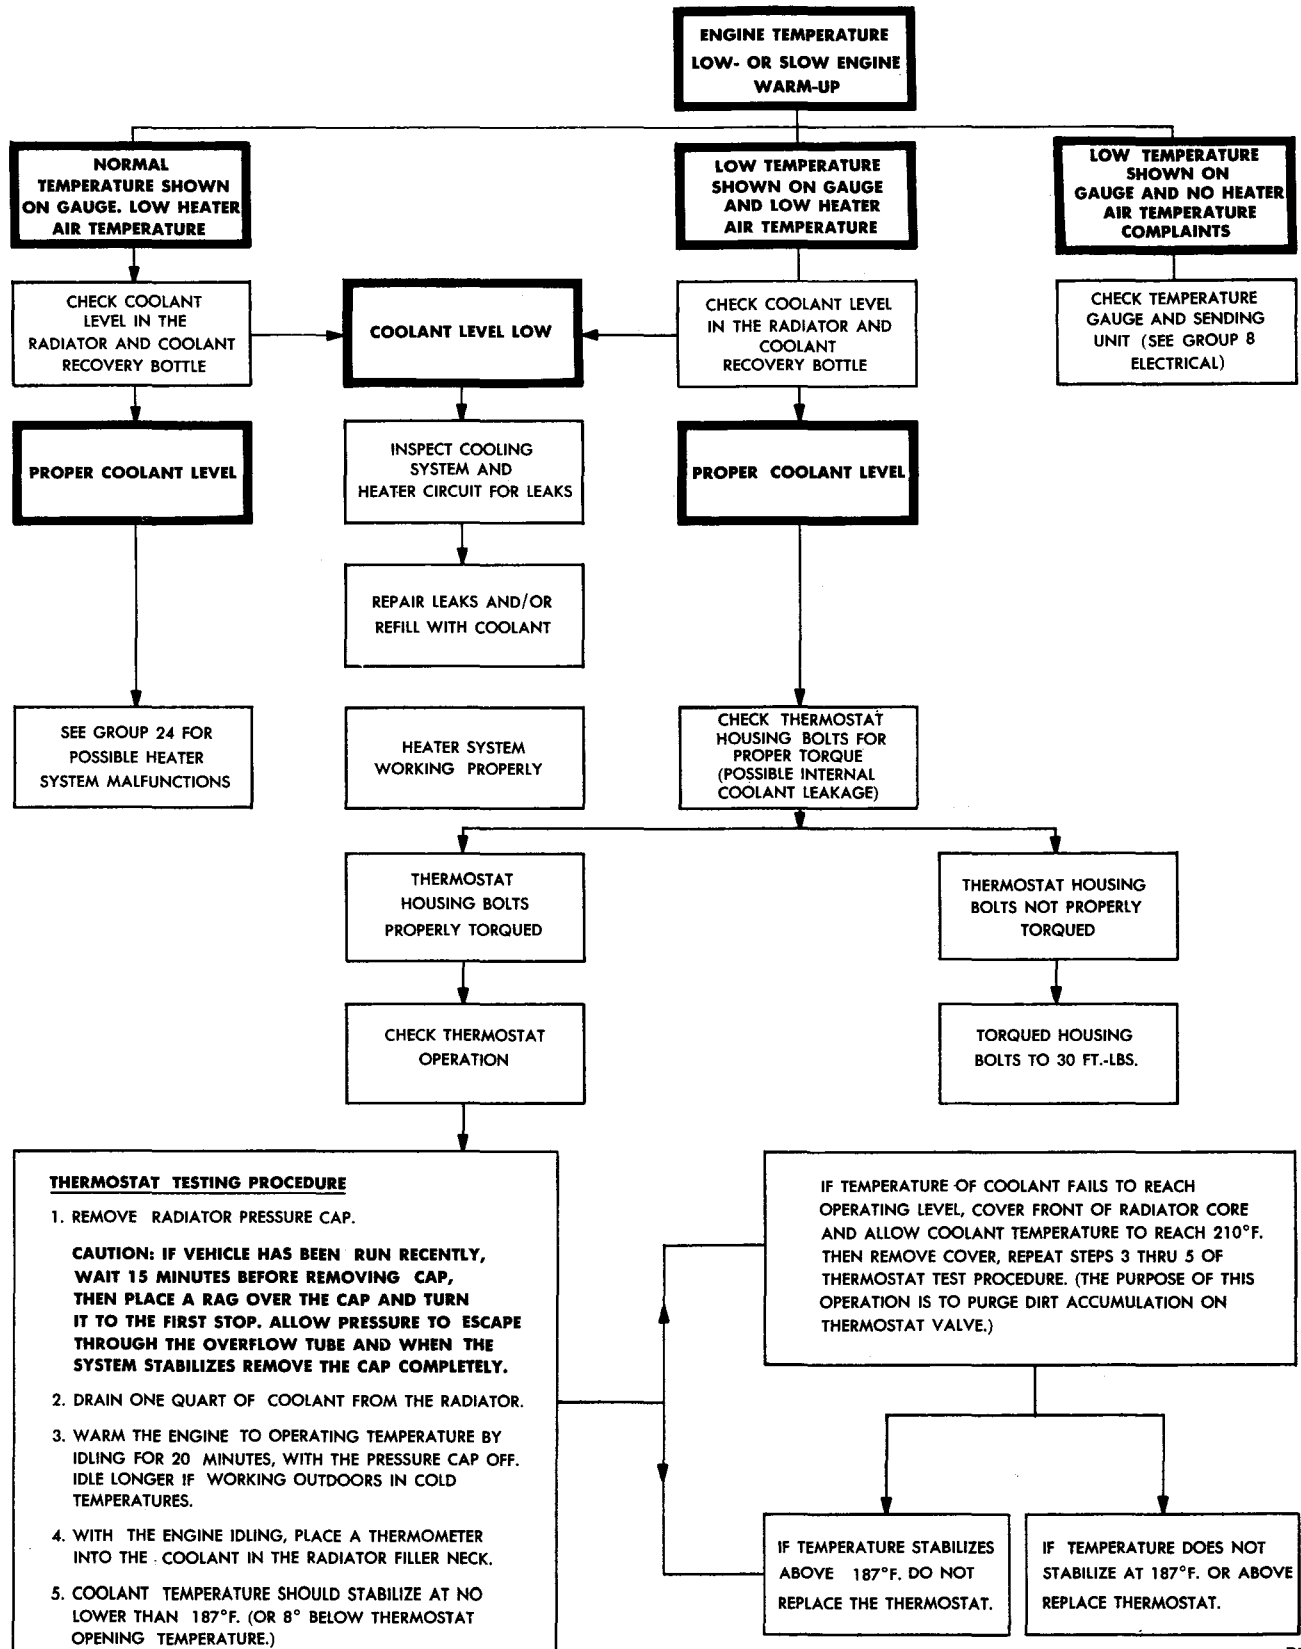 ENGINE TEMPERATURE
LOW- OR SLOW ENGINE
WARM-UP
NORMAL
TEMPERATURE SHOWN
ON GAUGE. LOW HEATER
AIR TEMPERATURE
LOW TEMPERATURE
SHOWN ON GAUGE
AND LOW HEATER
AIR TEMPERATURE
LOW TEMPERATURE
SHOWN ON
GAUGE AND NO HEATER
AIR TEMPERATURE
COMPLAINTS
CHECK COOLANT
LEVEL IN THE
RADIATOR AND COOLANT
RECOVERY BOTTLE
COOLANT LEVEL LOW
CHECK COOLANT LEVEL
IN THE RADIATOR AND
COOLANT
RECOVERY BOTTLE
CHECK TEMPERATURE
GAUGE AND SENDING
UNIT (SEE GROUP 8
ELECTRICAL)
PROPER COOLANT LEVEL
INSPECT COOLING
SYSTEM AND
HEATER CIRCUIT FOR LEAKS
PROPER COOLANT LEVEL
REPAIR LEAKS AND/OR
REFILL WITH COOLANT
SEE GROUP 24 FOR
POSSIBLE HEATER
SYSTEM MALFUNCTIONS
HEATER SYSTEM
WORKING PROPERLY
CHECK THERMOSTAT
HOUSING BOLTS FOR
PROPER TORQUE
(POSSIBLE INTERNAL
COOLANT LEAKAGE)
THERMOSTAT
HOUSING BOLTS
PROPERLY TORQUED
THERMOSTAT HOUSING
BOLTS NOT PROPERLY
TORQUED
CHECK THERMOSTAT
OPERATION
TORQUED HOUSING
BOLTS TO 30 FT.-LBS.
THERMOSTAT TESTING PROCEDURE
1. REMOVE RADIATOR PRESSURE CAP.
CAUTION: IF VEHICLE HAS BEEN RUN RECENTLY,
WAIT 15 MINUTES BEFORE REMOVING CAP,
THEN PLACE A RAG OVER THE CAP AND TURN
IT TO THE FIRST STOP. ALLOW PRESSURE TO ESCAPE
THROUGH THE OVERFLOW TUBE AND WHEN THE
SYSTEM STABILIZES REMOVE THE CAP COMPLETELY.
2. DRAIN ONE QUART OF COOLANT FROM THE RADIATOR.
3. WARM THE ENGINE TO OPERATING TEMPERATURE BY
IDLING FOR 20 MINUTES, WITH THE PRESSURE CAP OFF.
IDLE LONGER IF WORKING OUTDOORS IN COLD
TEMPERATURES.
4. WITH THE ENGINE IDLING, PLACE A THERMOMETER
INTO THE COOLANT IN THE RADIATOR FILLER NECK.
5. COOLANT TEMPERATURE SHOULD STABILIZE AT NO
LOWER THAN 187°F. (OR 8° BELOW THERMOSTAT
OPENING TEMPERATURE.)
IF TEMPERATURE OF COOLANT FAILS TO REACH
OPERATING LEVEL, COVER FRONT OF RADIATOR CORE
AND ALLOW COOLANT TEMPERATURE TO REACH 210°F.
THEN REMOVE COVER, REPEAT STEPS 3 THRU 5 OF
THERMOSTAT TEST PROCEDURE. (THE PURPOSE OF THIS
OPERATION IS TO PURGE DIRT ACCUMULATION ON
THERMOSTAT VALVE.)
IF TEMPERATURE STABILIZES
ABOVE 187°F. DO NOT
REPLACE THE THERMOSTAT.
IF TEMPERATURE DOES NOT
STABILIZE AT 187°F. OR ABOVE
REPLACE THERMOSTAT.